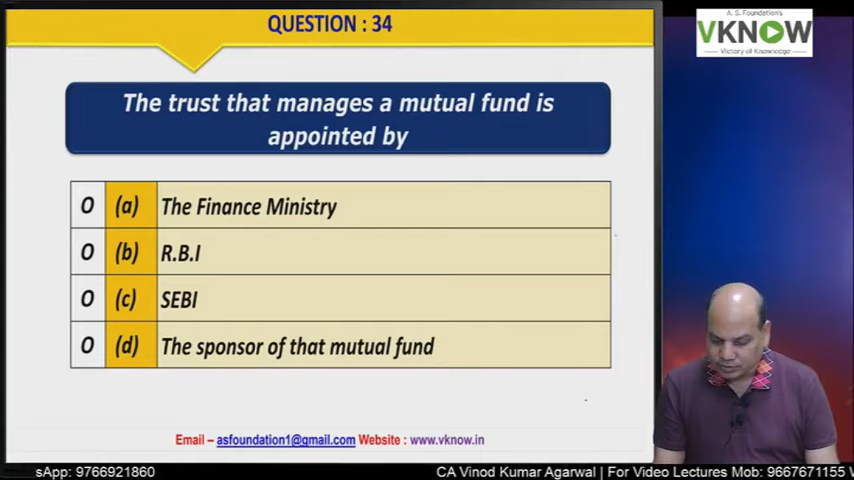 QUESTION : 34
A. S. Foundation's
VKNOW
Victory of Knowledge
The trust that manages a mutual fund is
appointed by
O (a) The Finance Ministry
O (b) R.B.I
O (c) SEBI
O (d) The sponsor of that mutual fund
Email – asfoundation1@gmail.com Website : www.vknow.in
sApp: 9766921860
CA Vinod Kumar Agarwal | For Video Lectures Mob: 9667671155 W